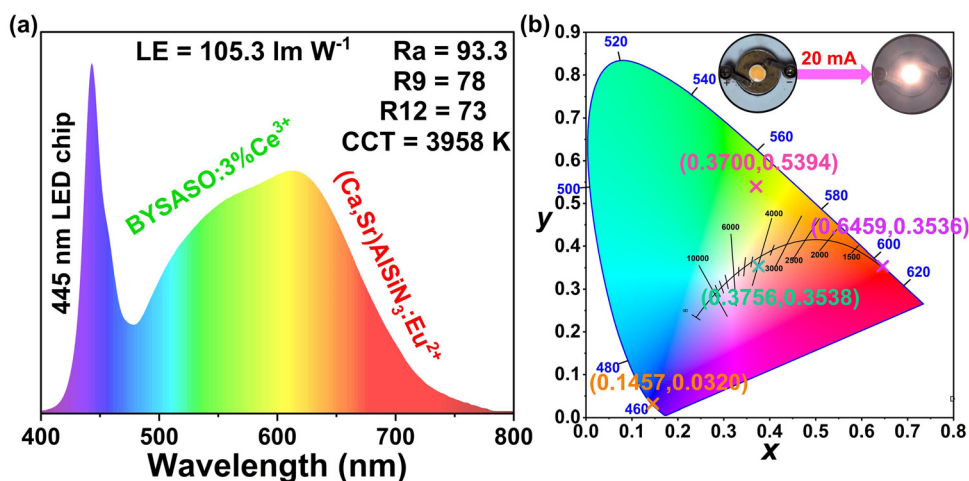 (a)
LE = 105.3 lm W⁻¹
Ra = 93.3
R9 = 78
R12 = 73
CCT = 3958 K
445 nm LED chip
BYSASO:3%Ce³⁺
(Ca,Sr)AlSiN₃:Eu²⁺
400 500 600 700 800
Wavelength (nm)
(b)
0.9
0.8
0.7
0.6
0.5
0.4
0.3
0.2
0.1
0.0
y
0.0 0.1 0.2 0.3 0.4 0.5 0.6 0.7 0.8
x
520
540
560
580
600
620
500
480
460
20 mA
+
−
(0.3700,0.5394)
(0.6459,0.3536)
(0.3756,0.3538)
(0.1457,0.0320)
10000
6000
4000
3000
2500
2000
1500